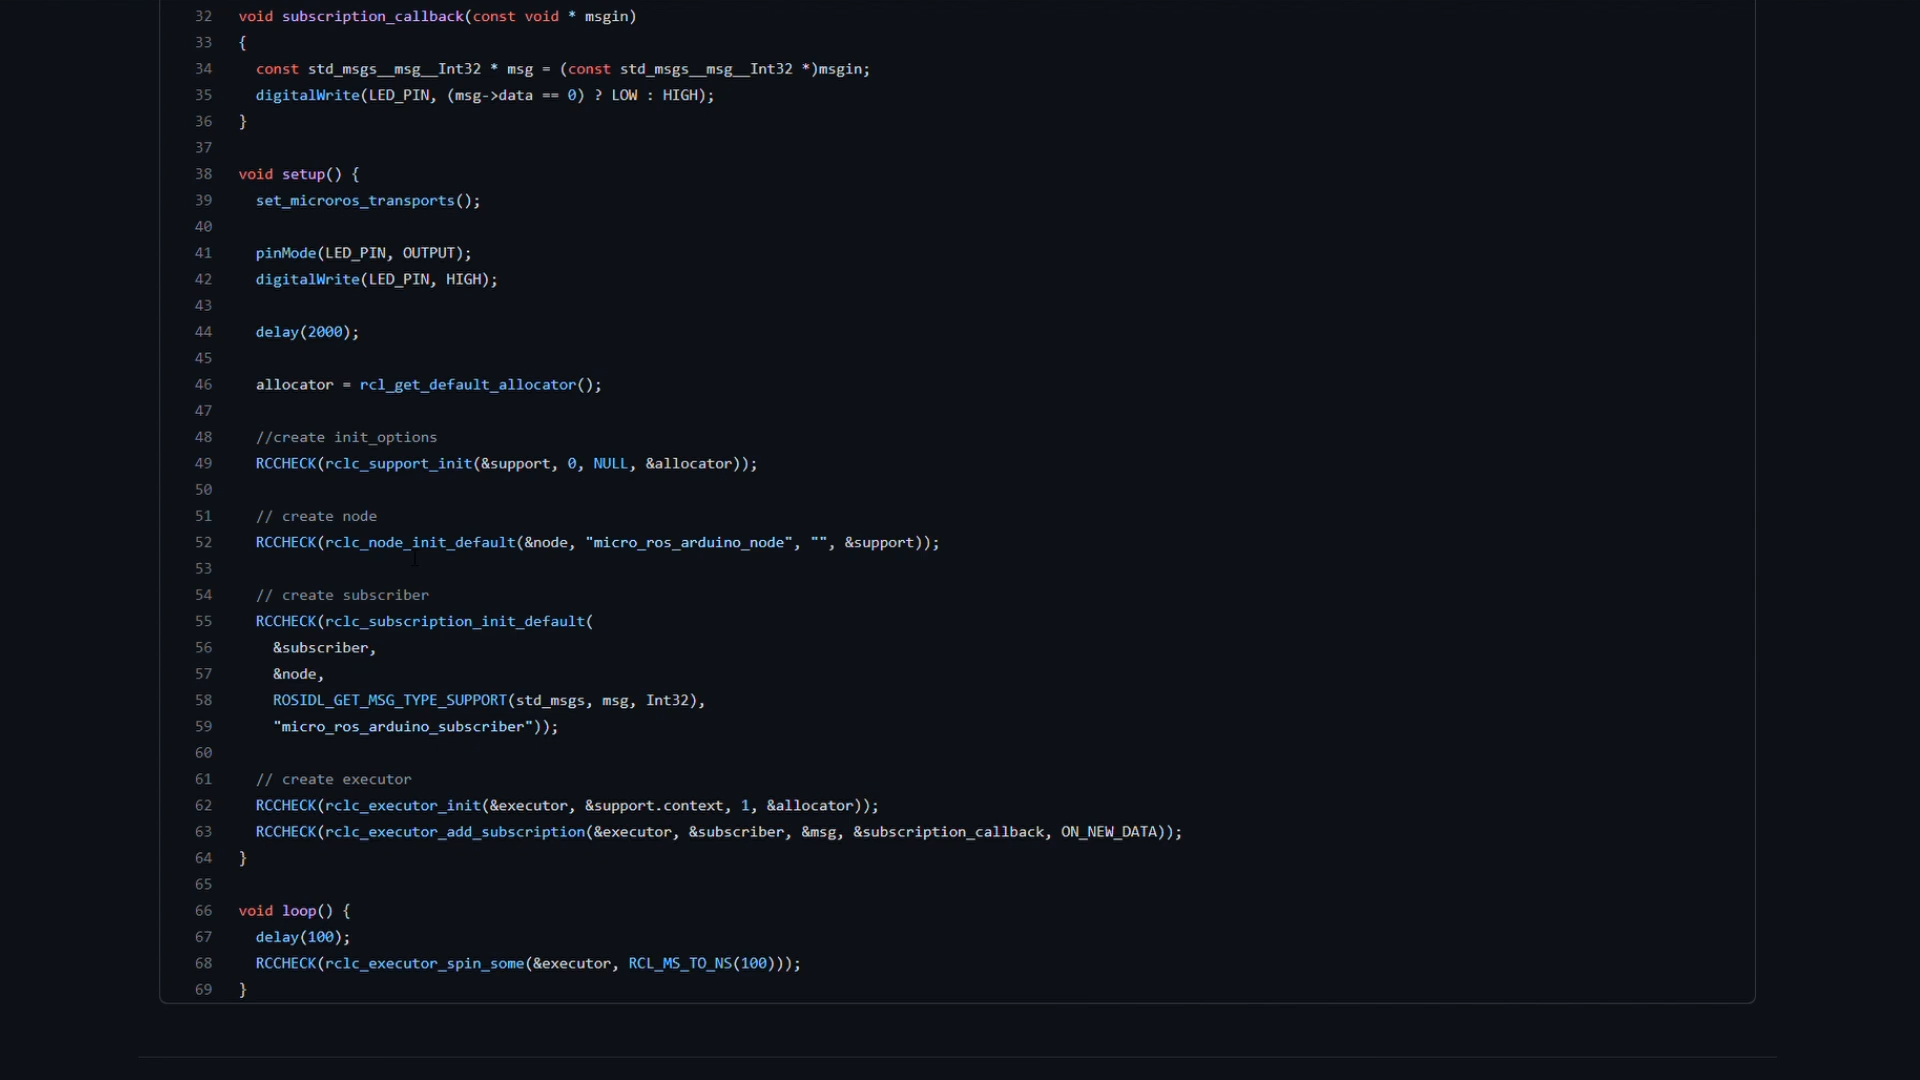 32 void subscription_callback(const void * msgin)
33 {
34   const std_msgs__msg__Int32 * msg = (const std_msgs__msg__Int32 *)msgin;
35   digitalWrite(LED_PIN, (msg->data == 0) ? LOW : HIGH);
36 }
37
38 void setup() {
39   set_microros_transports();
40
41   pinMode(LED_PIN, OUTPUT);
42   digitalWrite(LED_PIN, HIGH);
43
44   delay(2000);
45
46   allocator = rcl_get_default_allocator();
47
48   //create init_options
49   RCCHECK(rclc_support_init(&support, 0, NULL, &allocator));
50
51   // create node
52   RCCHECK(rclc_node_init_default(&node, "micro_ros_arduino_node", "", &support));
53
54   // create subscriber
55   RCCHECK(rclc_subscription_init_default(
56     &subscriber,
57     &node,
58     ROSIDL_GET_MSG_TYPE_SUPPORT(std_msgs, msg, Int32),
59     "micro_ros_arduino_subscriber"));
60
61   // create executor
62   RCCHECK(rclc_executor_init(&executor, &support.context, 1, &allocator));
63   RCCHECK(rclc_executor_add_subscription(&executor, &subscriber, &msg, &subscription_callback, ON_NEW_DATA));
64 }
65
66 void loop() {
67   delay(100);
68   RCCHECK(rclc_executor_spin_some(&executor, RCL_MS_TO_NS(100)));
69 }